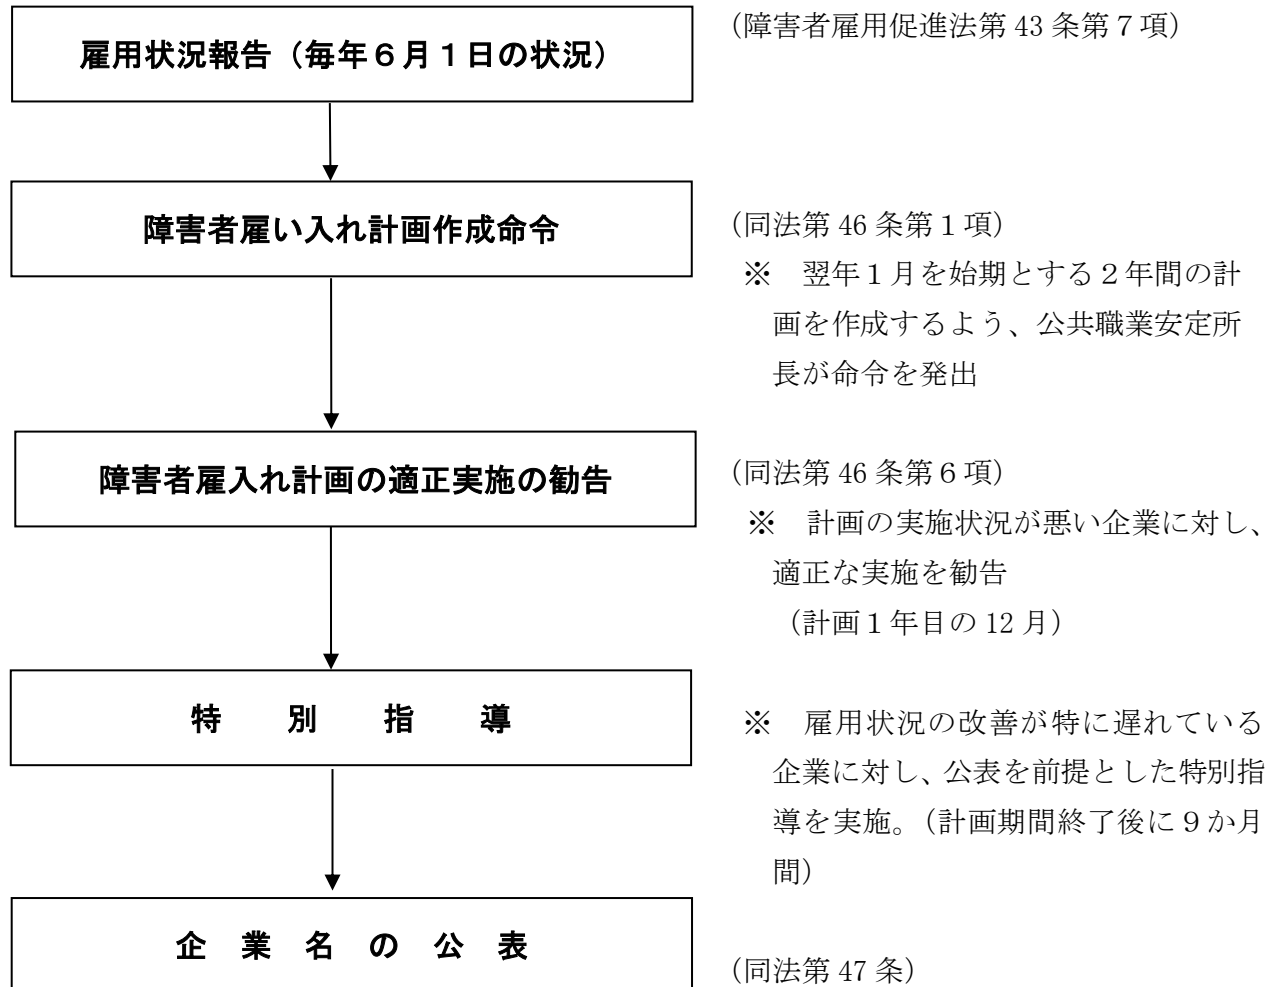 雇用状況報告（毎年６月１日の状況）
（障害者雇用促進法第 43 条第７項）
障害者雇い入れ計画作成命令
（同法第 46 条第１項）
※　翌年１月を始期とする２年間の計
画を作成するよう、公共職業安定所
長が命令を発出
障害者雇入れ計画の適正実施の勧告
（同法第 46 条第６項）
※　計画の実施状況が悪い企業に対し、
適正な実施を勧告
（計画１年目の 12 月）
特　別　指　導
※　雇用状況の改善が特に遅れている
企業に対し、公表を前提とした特別指
導を実施。（計画期間終了後に９か月
間）
企　業　名　の　公　表
（同法第 47 条）